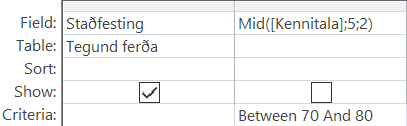 Field: Staðfesting Mid([Kennitala];5;2)
Table: Tegund ferða
Sort:
Show:
Criteria: Between 70 And 80